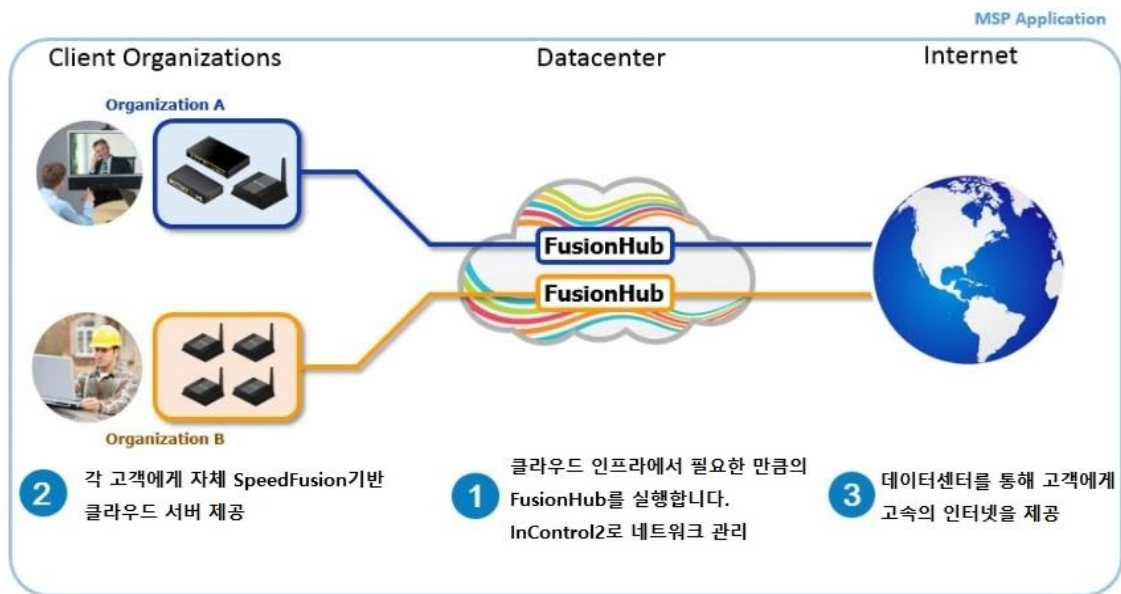 MSP Application
Client Organizations
Datacenter
Internet
Organization A
FusionHub
FusionHub
Organization B
2
각 고객에게 자체 SpeedFusion기반
클라우드 서버 제공
1
클라우드 인프라에서 필요한 만큼의
FusionHub를 실행합니다.
InControl2로 네트워크 관리
3
데이터센터를 통해 고객에게
고속의 인터넷을 제공